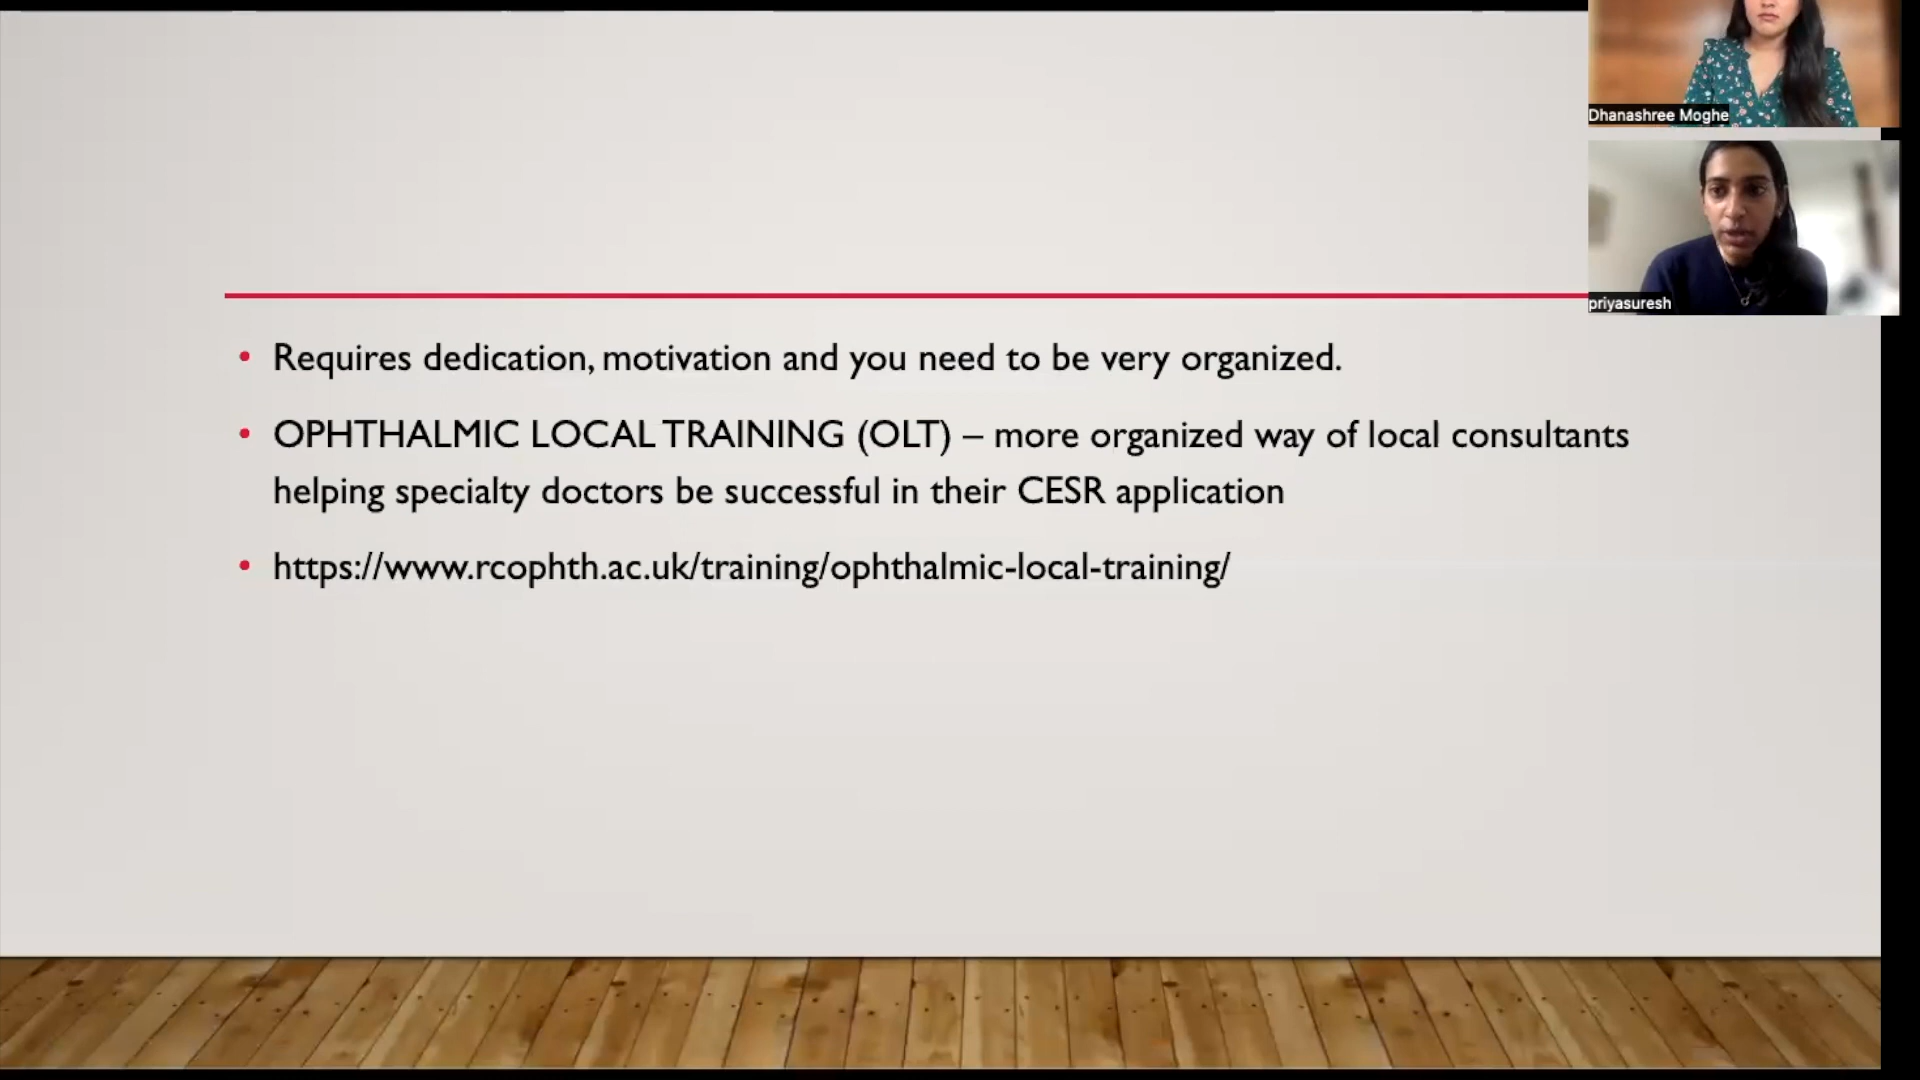 Dhanashree Moghe
priyasuresh
• Requires dedication, motivation and you need to be very organized.
• OPHTHALMIC LOCAL TRAINING (OLT) – more organized way of local consultants
helping specialty doctors be successful in their CESR application
• https://www.rcophth.ac.uk/training/ophthalmic-local-training/